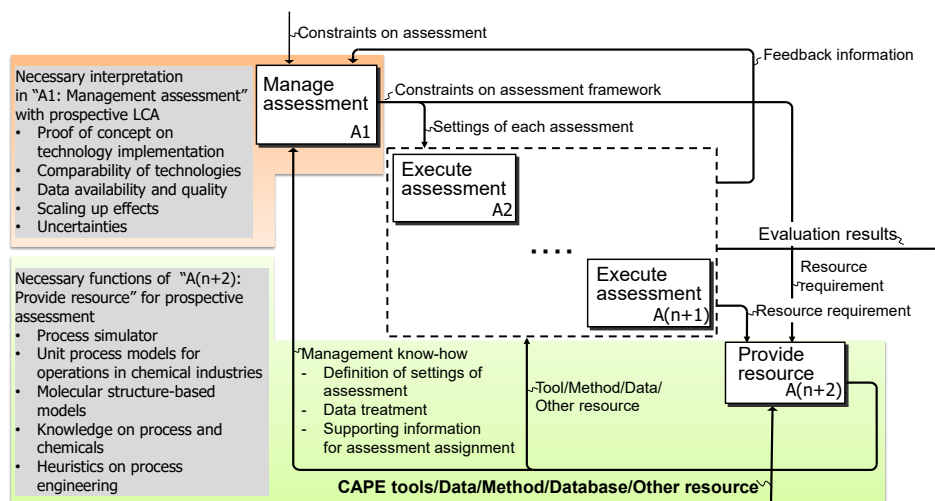 Constraints on assessment
Feedback information
Necessary interpretation
in “A1: Management assessment”
with prospective LCA
• Proof of concept on
technology implementation
• Comparability of technologies
• Data availability and quality
• Scaling up effects
• Uncertainties
Manage
assessment
A1
Constraints on assessment framework
Settings of each assessment
Execute
assessment
A2
....
Execute
assessment
A(n+1)
Evaluation results
Resource
requirement
Resource requirement
Necessary functions of “A(n+2):
Provide resource” for prospective
assessment
• Process simulator
• Unit process models for
operations in chemical industries
• Molecular structure-based
models
• Knowledge on process and
chemicals
• Heuristics on process
engineering
Management know-how
- Definition of settings of
assessment
- Data treatment
- Supporting information
for assessment assignment
Tool/Method/Data/
Other resource
Provide
resource
A(n+2)
CAPE tools/Data/Method/Database/Other resource